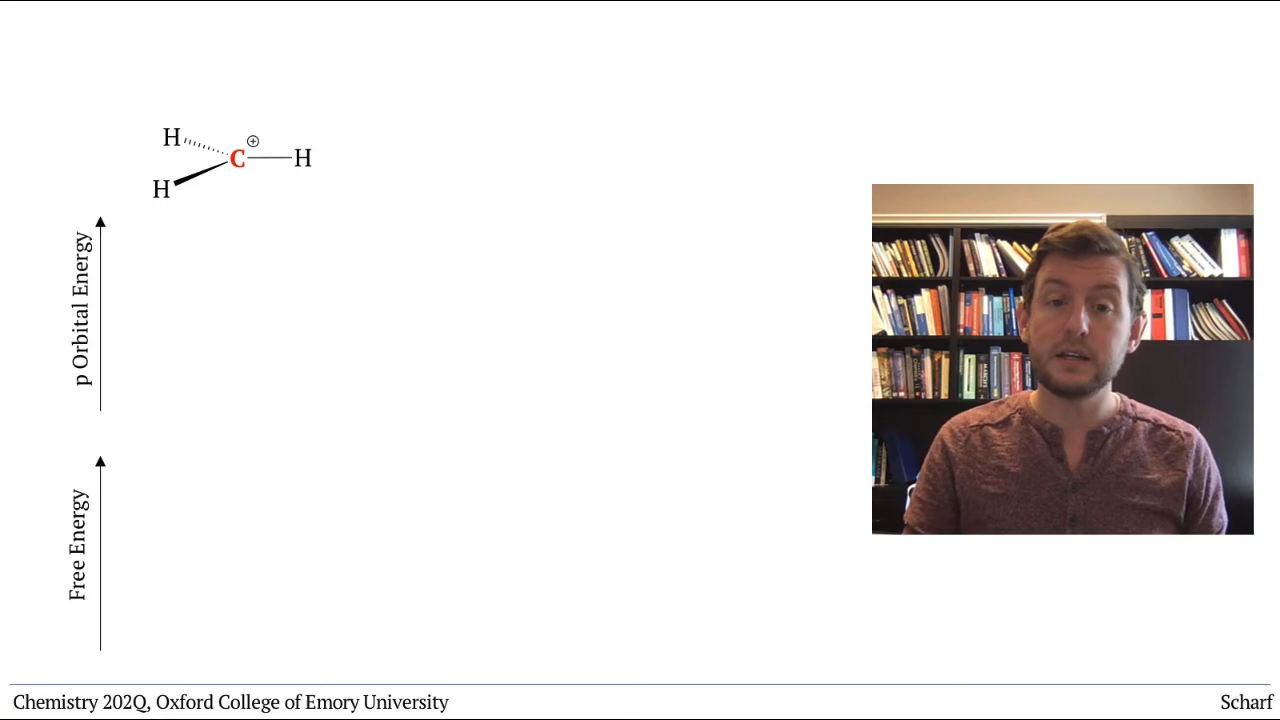 H
⊕
C
H
H
p Orbital Energy
Free Energy
Chemistry 202Q, Oxford College of Emory University
Scharf